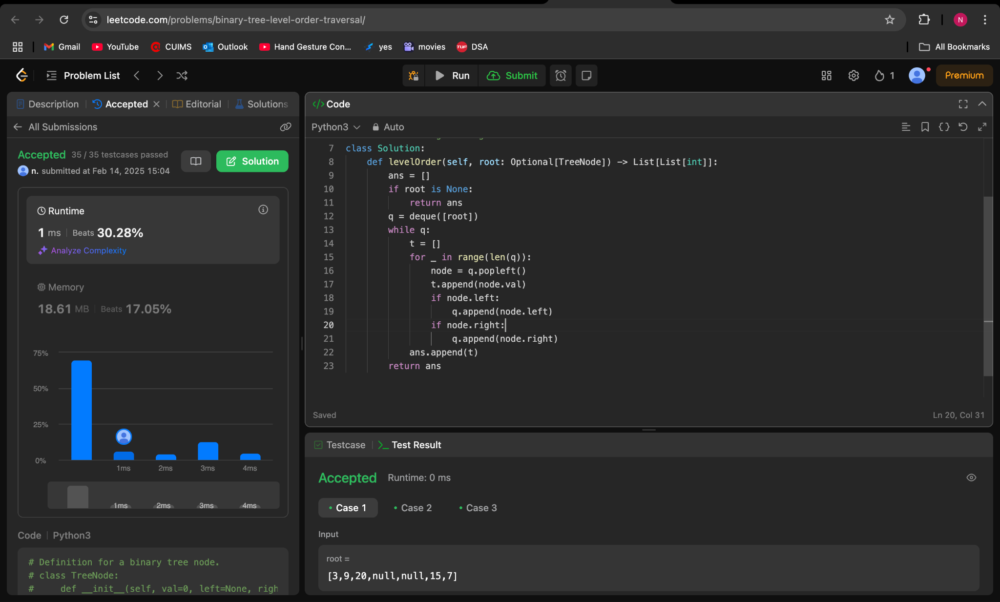 leetcode.com/problems/binary-tree-level-order-traversal/
N
Gmail
YouTube
CUIMS
Outlook
Hand Gesture Con...
yes
movies
TUF
DSA
All Bookmarks
Problem List
Run
Submit
1
Premium
Description
Accepted
Editorial
Solutions
All Submissions
Accepted 35 / 35 testcases passed
n. submitted at Feb 14, 2025 15:04
Solution
Runtime
1 ms Beats 30.28%
Analyze Complexity
Memory
18.61 MB Beats 17.05%
75%
50%
25%
0%
1ms 2ms 3ms 4ms
1ms 2ms 3ms 4ms
Code | Python3
# Definition for a binary tree node.
# class TreeNode:
#     def __init__(self, val=0, left=None, righ
</> Code
Python3 Auto
7 class Solution:
8     def levelOrder(self, root: Optional[TreeNode]) -> List[List[int]]:
9         ans = []
10         if root is None:
11             return ans
12         q = deque([root])
13         while q:
14             t = []
15             for _ in range(len(q)):
16                 node = q.popleft()
17                 t.append(node.val)
18                 if node.left:
19                     q.append(node.left)
20                 if node.right:
21                     q.append(node.right)
22             ans.append(t)
23         return ans
Saved
Ln 20, Col 31
Testcase
Test Result
Accepted Runtime: 0 ms
Case 1
Case 2
Case 3
Input
root =
[3,9,20,null,null,15,7]